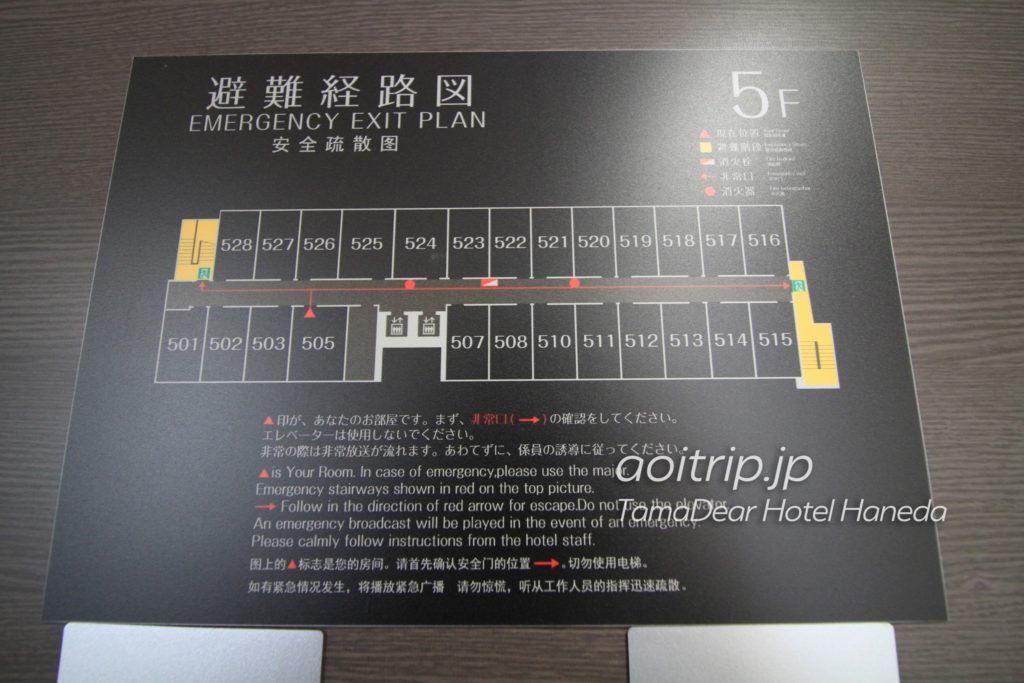 避難経路図
EMERGENCY EXIT PLAN
安全疏散图
5F
現在位置
避難階段
消火栓
非常口
消火器
528 527 526 525 524 523 522 521 520 519 518 517 516
501 502 503 505 507 508 510 511 512 513 514 515
▲印が、あなたのお部屋です。まず、非常口(→)の確認をしてください。
エレベーターは使用しないでください。
非常の際は非常放送が流れます。あわてずに、係員の誘導に従ってください。
▲is Your Room. In case of emergency,please use the major.
Emergency stairways shown in red on the top picture.
→ Follow in the direction of red arrow for escape.Do not use the elevator.
An emergency broadcast will be played in the event of an emergency.
Please calmly follow instructions from the hotel staff.
图上的▲标志是您的房间。请首先确认安全门的位置→。切勿使用电梯。
如有紧急情况发生，将播放紧急广播 请勿惊慌，听从工作人员的指挥迅速疏散。
aoitrip.jp
TamaDear Hotel Haneda